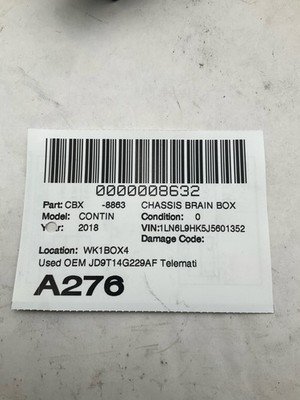 0000008632
Part: CBX -8863 CHASSIS BRAIN BOX
Model: CONTIN Condition: 0
Year: 2018 VIN:1LN6L9HK5J5601352
Damage Code:
Location: WK1BOX4
Used OEM JD9T14G229AF Telemati
A276